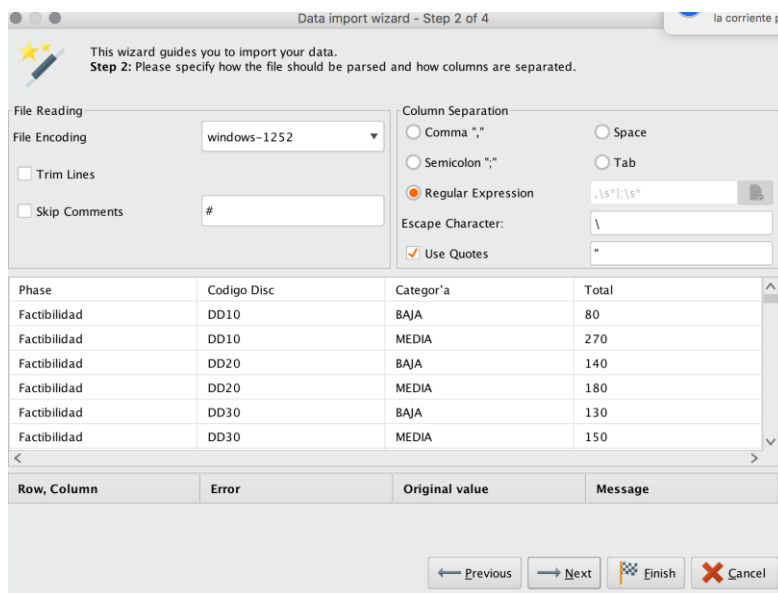 Data import wizard - Step 2 of 4
la corriente p
This wizard guides you to import your data.
Step 2: Please specify how the file should be parsed and how columns are separated.
File Reading
File Encoding
windows-1252
Trim Lines
Skip Comments
#
Column Separation
Comma ","
Space
Semicolon ";"
Tab
Regular Expression
,\s*|;\s*
Escape Character:
\
Use Quotes
"
Phase Codigo Disc Categor'a Total
Factibilidad DD10 BAJA 80
Factibilidad DD10 MEDIA 270
Factibilidad DD20 BAJA 140
Factibilidad DD20 MEDIA 180
Factibilidad DD30 BAJA 130
Factibilidad DD30 MEDIA 150
Row, Column Error Original value Message
Previous Next Finish Cancel